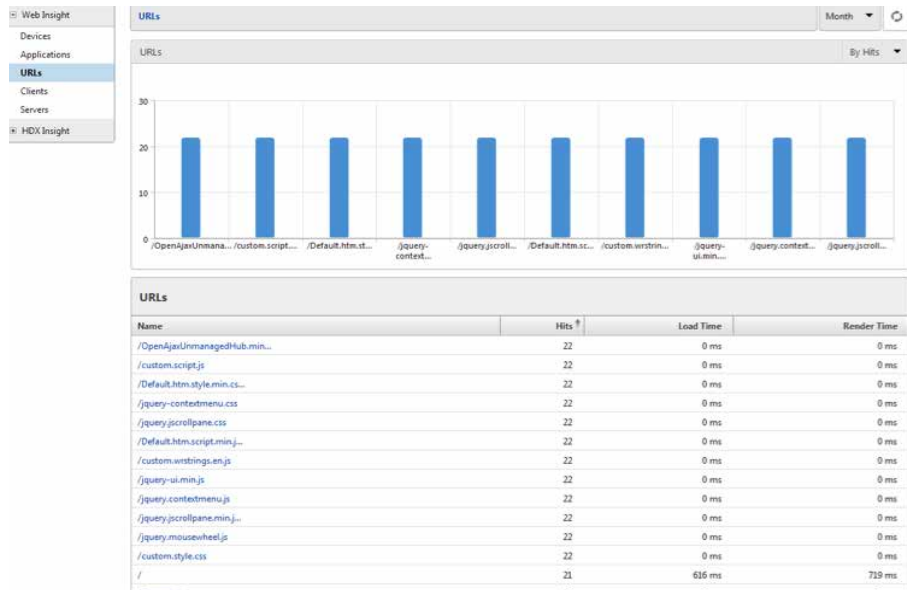 Web Insight
Devices
Applications
URLs
Clients
Servers
HDX Insight
URLs Month
URLs By Hits
30
20
10
0
/OpenAjaxUnmana... /custom.script.... /Default.htm.st... /jquery-context... /jquery.jscroll... /Default.htm.sc... /custom.wrstrin... /jquery-ui.min.... /jquery.context... /jquery.jscroll...
URLs
Name Hits Load Time Render Time
/OpenAjaxUnmanagedHub.min... 22 0 ms 0 ms
/custom.script.js 22 0 ms 0 ms
/Default.htm.style.min.cs... 22 0 ms 0 ms
/jquery-contextmenu.css 22 0 ms 0 ms
/jquery.jscrollpane.css 22 0 ms 0 ms
/Default.htm.script.min.j... 22 0 ms 0 ms
/custom.wrstrings.en.js 22 0 ms 0 ms
/jquery-ui.min.js 22 0 ms 0 ms
/jquery.contextmenu.js 22 0 ms 0 ms
/jquery.jscrollpane.min.j... 22 0 ms 0 ms
/jquery.mousewheel.js 22 0 ms 0 ms
/custom.style.css 22 0 ms 0 ms
/ 21 616 ms 719 ms